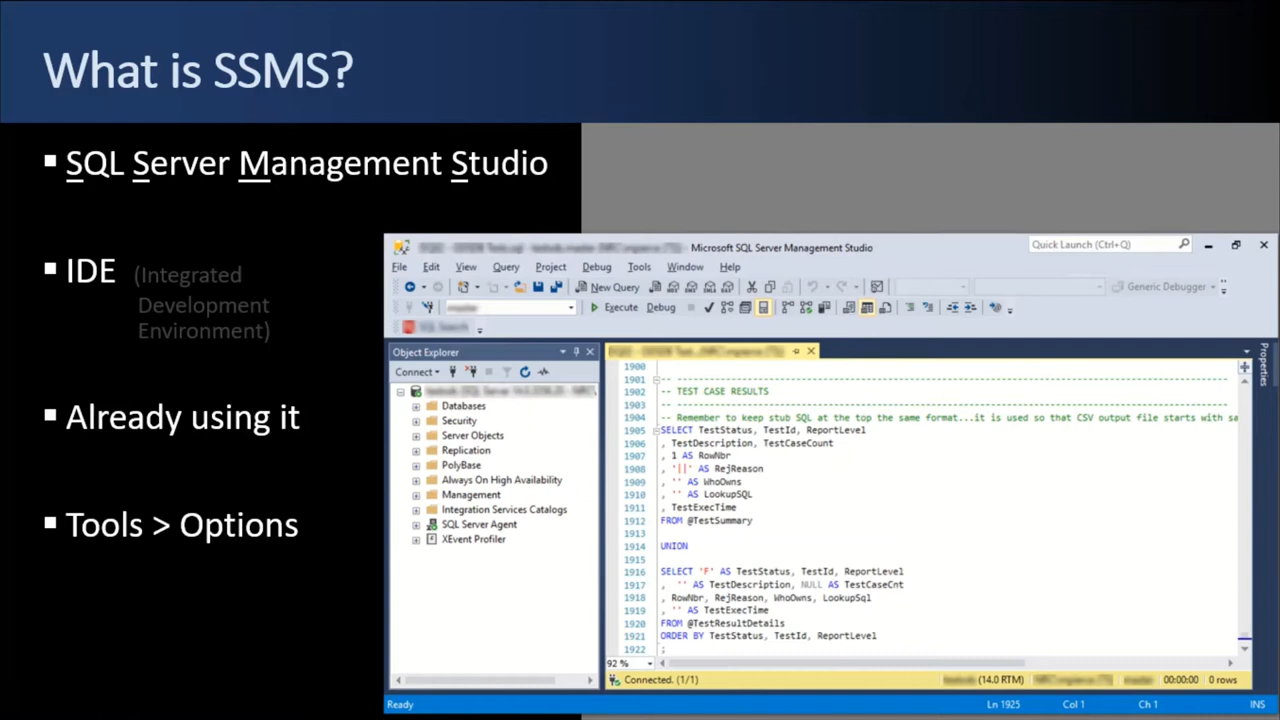 What is SSMS?
▪ SQL Server Management Studio
▪ IDE (Integrated
Development
Environment)
▪ Already using it
▪ Tools > Options
Microsoft SQL Server Management Studio
Quick Launch (Ctrl+Q)
File Edit View Query Project Debug Tools Window Help
New Query
Generic Debugger
Execute Debug
Object Explorer
Connect
Databases
Security
Server Objects
Replication
PolyBase
Always On High Availability
Management
Integration Services Catalogs
SQL Server Agent
XEvent Profiler
1900
1901 -- --------------------------------------------------------------------------------
1902 -- TEST CASE RESULTS
1903 -- --------------------------------------------------------------------------------
1904 -- Remember to keep stub SQL at the top the same format...it is used so that CSV output file starts with sa
1905 SELECT TestStatus, TestId, ReportLevel
1906 , TestDescription, TestCaseCount
1907 , 1 AS RowNbr
1908 , '||' AS RejReason
1909 , '' AS WhoOwns
1910 , '' AS LookupSQL
1911 , TestExecTime
1912 FROM @TestSummary
1913
1914 UNION
1915
1916 SELECT 'F' AS TestStatus, TestId, ReportLevel
1917 , '' AS TestDescription, NULL AS TestCaseCnt
1918 , RowNbr, RejReason, WhoOwns, LookupSql
1919 , '' AS TestExecTime
1920 FROM @TestResultDetails
1921 ORDER BY TestStatus, TestId, ReportLevel
1922 ;
Properties
92 %
Connected. (1/1)
(14.0 RTM)
00:00:00
0 rows
Ready
Ln 1925 Col 1 Ch 1 INS